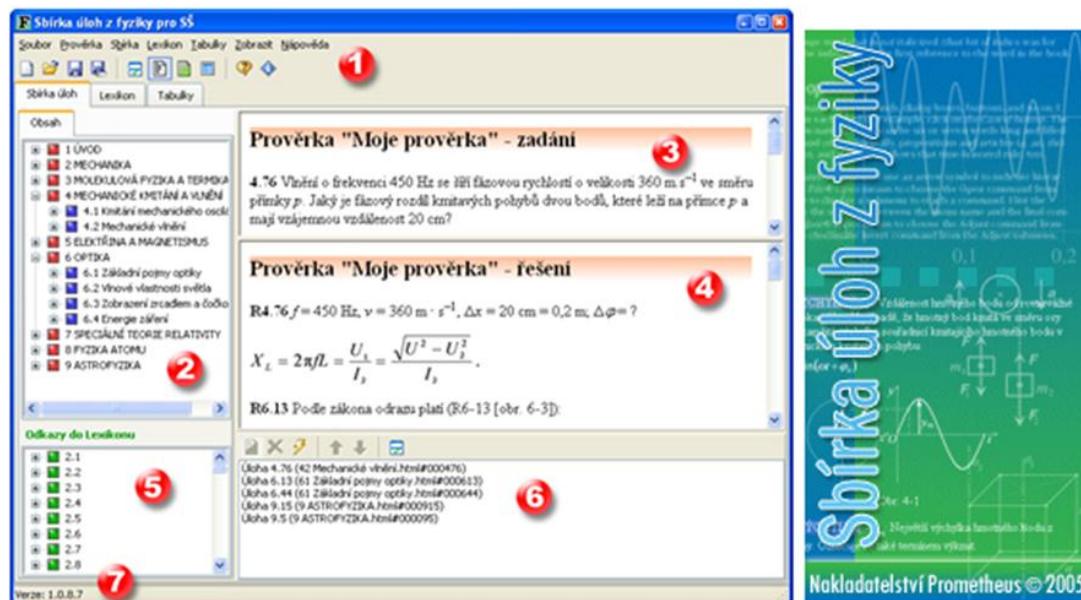 Sbírka úloh z fyziky pro SŠ
Soubor Prověrka Sbírka Lexikon Tabulky Zobrazit Nápověda
1
Sbírka úloh Lexikon Tabulky
Obsah
1 ÚVOD
2 MECHANIKA
3 MOLEKULOVÁ FYZIKA A TERMIKA
4 MECHANICKÉ KMITÁNÍ A VLNĚNÍ
4.1 Kmitání mechanického oscil
4.2 Mechanické vlnění
5 ELEKTŘINA A MAGNETISMUS
6 OPTIKA
6.1 Základní pojmy optiky
6.2 Vlnové vlastnosti světla
6.3 Zobrazení zrcadlem a čočko
6.4 Energie záření
7 SPECIÁLNÍ TEORIE RELATIVITY
8 FYZIKA ATOMU
9 ASTROFYZIKA
2
Odkazy do Lexikonu
2.1
2.2
2.3
2.4
2.5
2.6
2.7
2.8
5
7
Verze: 1.0.8.7
Prověrka "Moje prověrka" - zadání
3
4.76 Vlnění o frekvenci 450 Hz se šíří fázovou rychlostí o velikosti 360 m s⁻¹ ve směru
přímky p. Jaký je fázový rozdíl kmitavých pohybů dvou bodů, které leží na přímce p a
mají vzájemnou vzdálenost 20 cm?
Prověrka "Moje prověrka" - řešení
4
R4.76 f = 450 Hz, v = 360 m · s⁻¹, Δx = 20 cm = 0,2 m; Δφ = ?
X_L = 2πfL = U_L / I_2 = √(U² − U_2²) / I_2 .
R6.13 Podle zákona odrazu platí (R6-13 [obr. 6-3]):
Úloha 4.76 (42 Mechanické vlnění.html#000476)
Úloha 6.13 (61 Základní pojmy optiky.html#000613)
Úloha 6.44 (61 Základní pojmy optiky.html#000644)
Úloha 9.15 (9 ASTROFYZIKA.html#000915)
Úloha 9.5 (9 ASTROFYZIKA.html#000095)
6
Sbírka úloh z fyziky
0,1 0,2
Obr. 4-1
Nakladatelství Prometheus © 2005